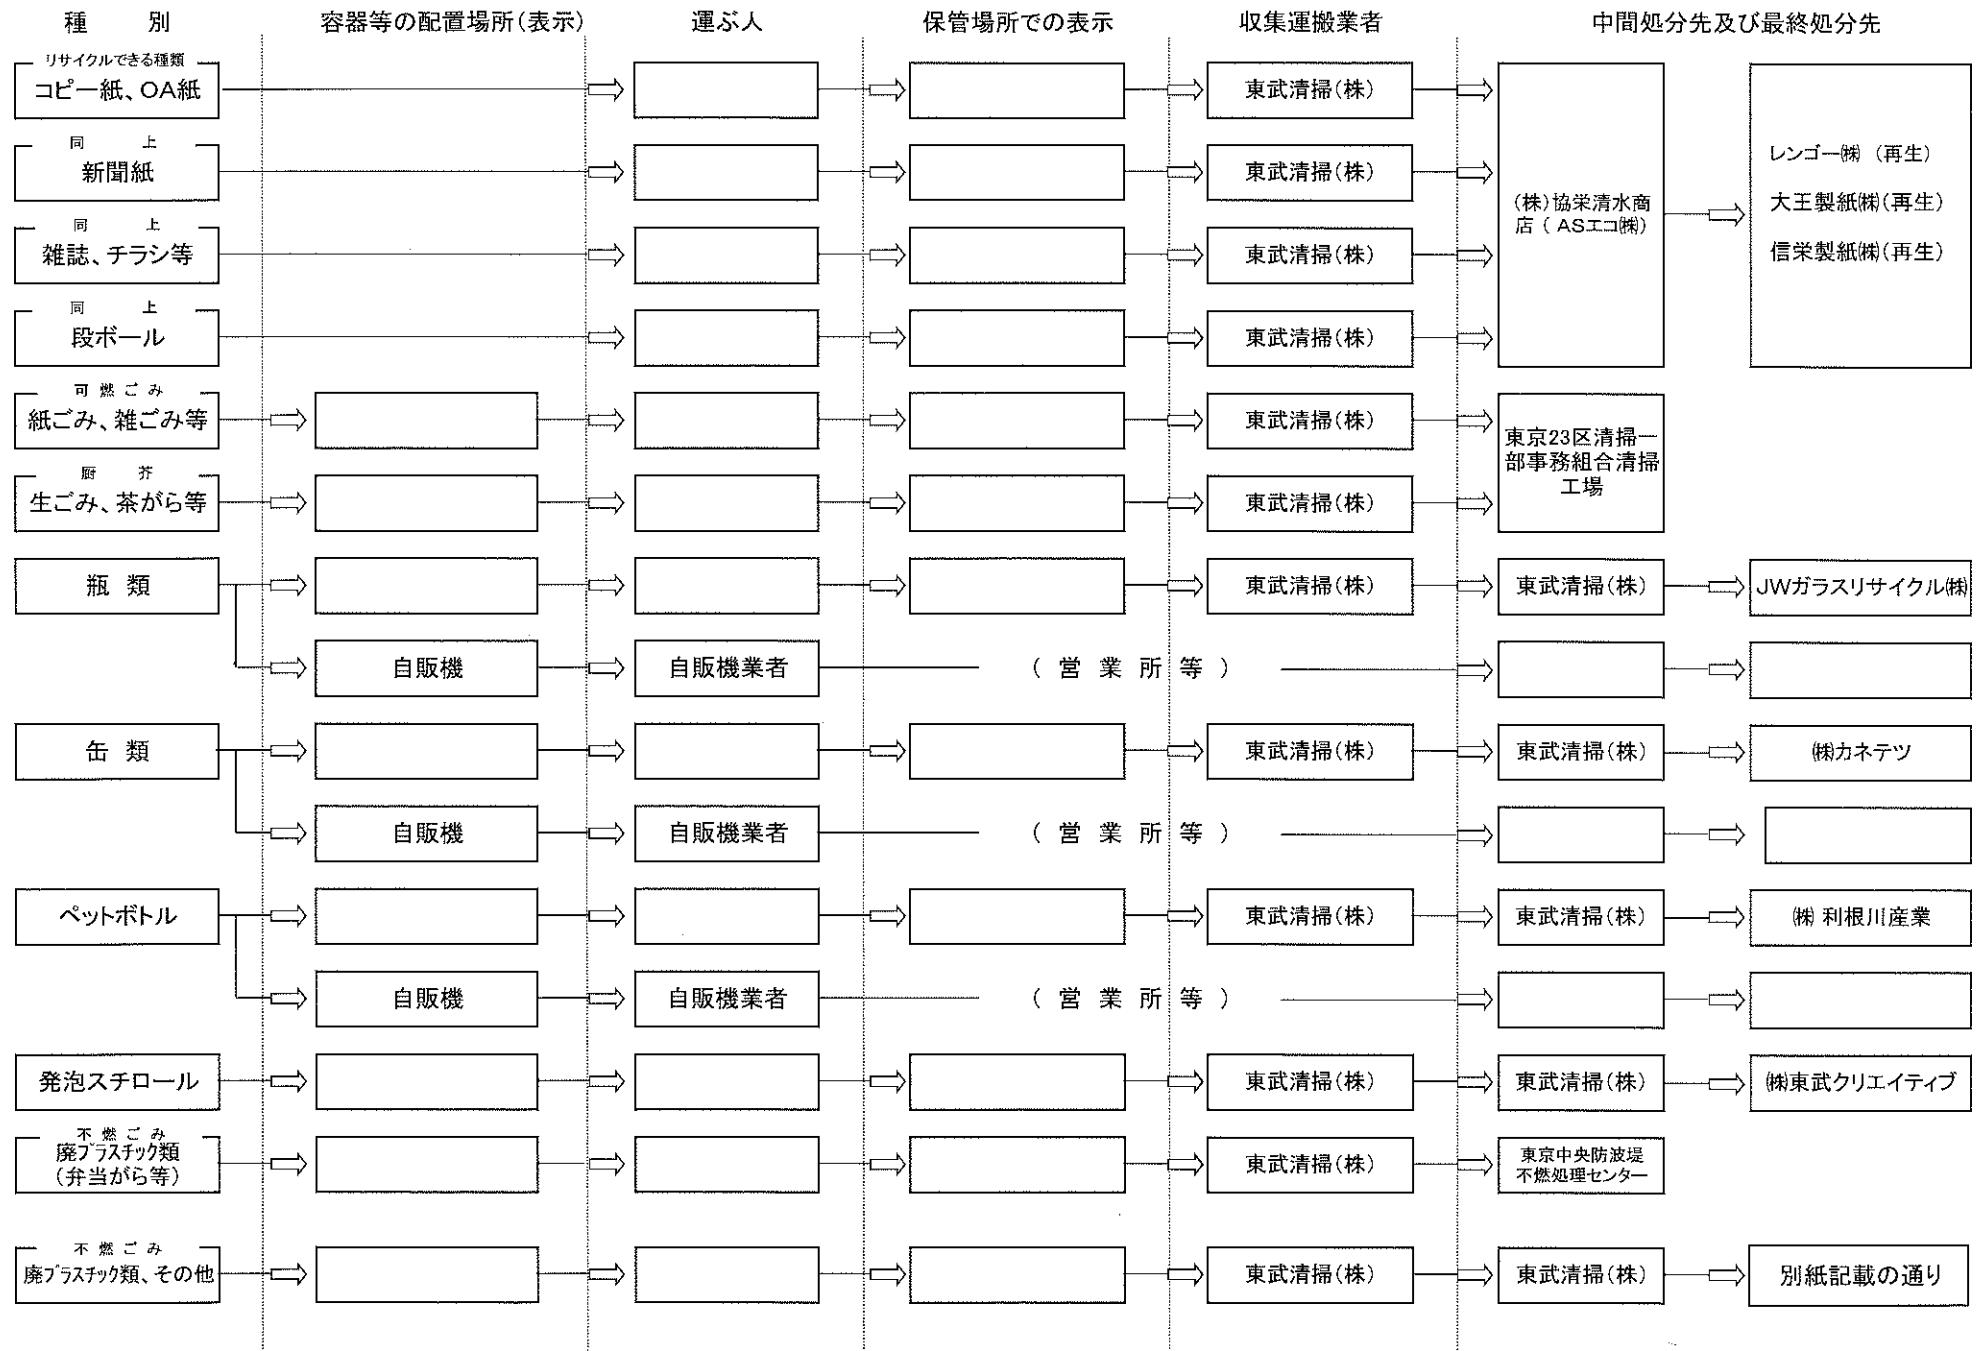 種　別　容器等の配置場所(表示)　運ぶ人　保管場所での表示　収集運搬業者　中間処分先及び最終処分先
リサイクルできる種類
コピー紙、OA紙　東武清掃(株)
同　上
新聞紙　東武清掃(株)
同　上
雑誌、チラシ等　東武清掃(株)
同　上
段ボール　東武清掃(株)
(株)協栄清水商
店( ASエコ㈱)
レンゴー㈱ (再生)
大王製紙㈱(再生)
信栄製紙㈱(再生)
可燃ごみ
紙ごみ、雑ごみ等　東武清掃(株)
厨　芥
生ごみ、茶がら等　東武清掃(株)
東京23区清掃一
部事務組合清掃
工場
瓶　類　東武清掃(株)　東武清掃(株)　JWガラスリサイクル㈱
自販機　自販機業者　(営業所等)
缶　類　東武清掃(株)　東武清掃(株)　㈱カネテツ
自販機　自販機業者　(営業所等)
ペットボトル　東武清掃(株)　東武清掃(株)　㈱ 利根川産業
自販機　自販機業者　(営業所等)
発泡スチロール　東武清掃(株)　東武清掃(株)　㈱東武クリエイティブ
不燃ごみ
廃プラスチック類
(弁当がら等)　東武清掃(株)
東京中央防波堤
不燃処理センター
不燃ごみ
廃プラスチック類、その他　東武清掃(株)　東武清掃(株)　別紙記載の通り